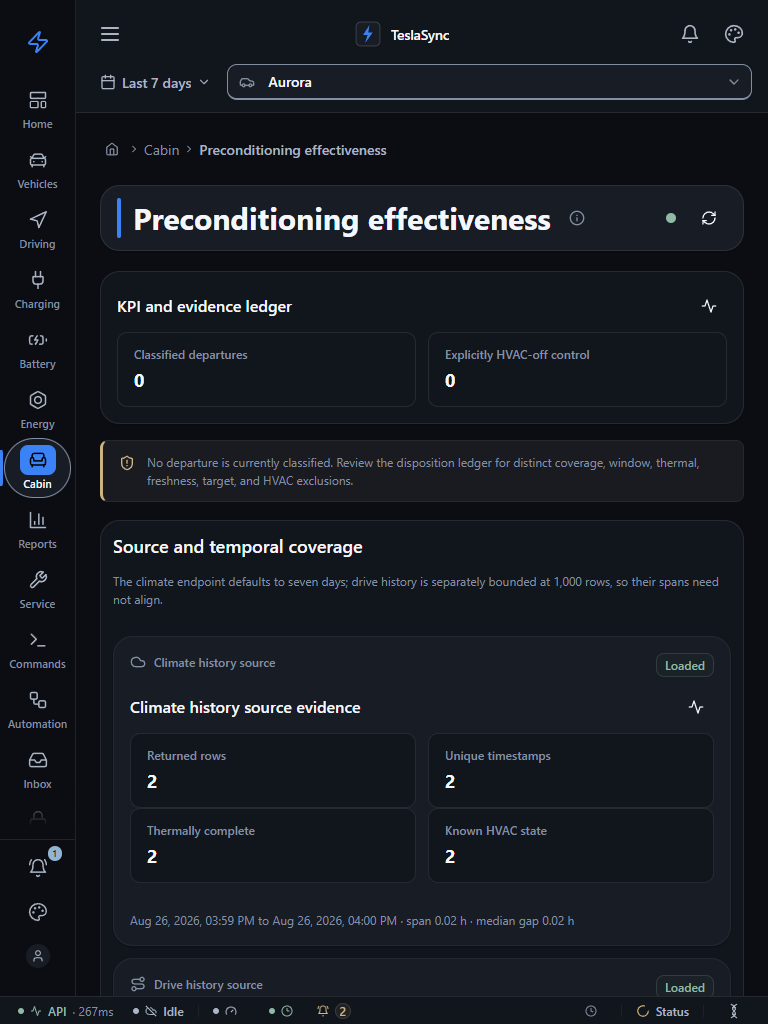 TeslaSync
Last 7 days
Aurora
Home
Vehicles
Driving
Charging
Battery
Energy
Cabin
Reports
Service
Commands
Automation
Inbox
1
Cabin
Preconditioning effectiveness
Preconditioning effectiveness
KPI and evidence ledger
Classified departures
0
Explicitly HVAC-off control
0
No departure is currently classified. Review the disposition ledger for distinct coverage, window, thermal,
freshness, target, and HVAC exclusions.
Source and temporal coverage
The climate endpoint defaults to seven days; drive history is separately bounded at 1,000 rows, so their spans need
not align.
Climate history source
Loaded
Climate history source evidence
Returned rows
2
Unique timestamps
2
Thermally complete
2
Known HVAC state
2
Aug 26, 2026, 03:59 PM to Aug 26, 2026, 04:00 PM · span 0.02 h · median gap 0.02 h
Drive history source
Loaded
API · 267ms
Idle
2
Status